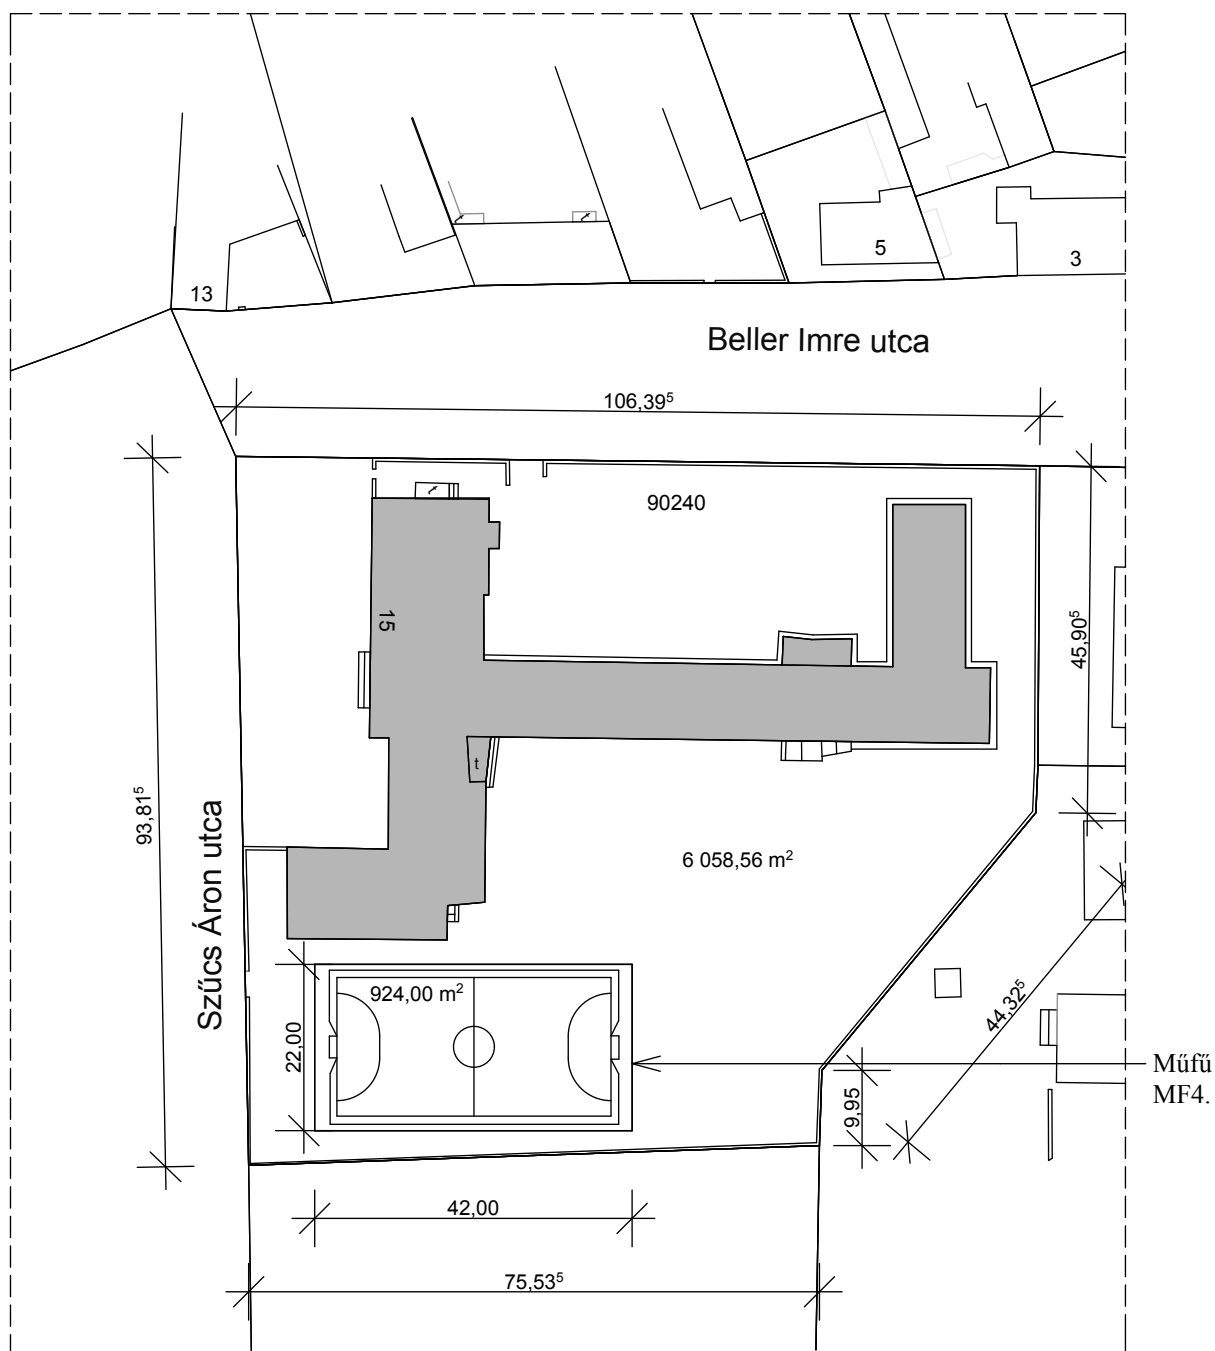 5
3
13
Beller Imre utca
106,39⁵
90240
15
45,90⁵
t
93,81⁵
Szűcs Áron utca
6 058,56 m²
924,00 m²
22,00
44,32⁵
9,95
Műfű
MF4.
42,00
75,53⁵